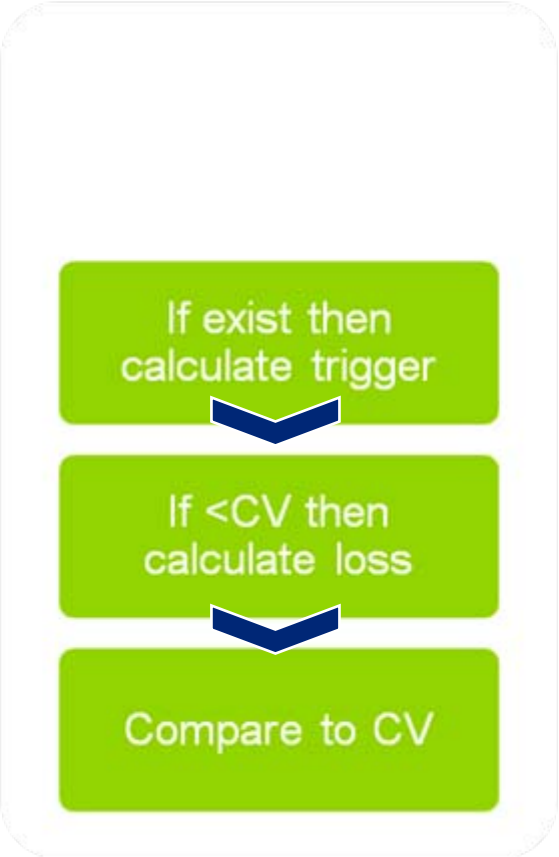 If exist then
calculate trigger
If <CV then
calculate loss
Compare to CV